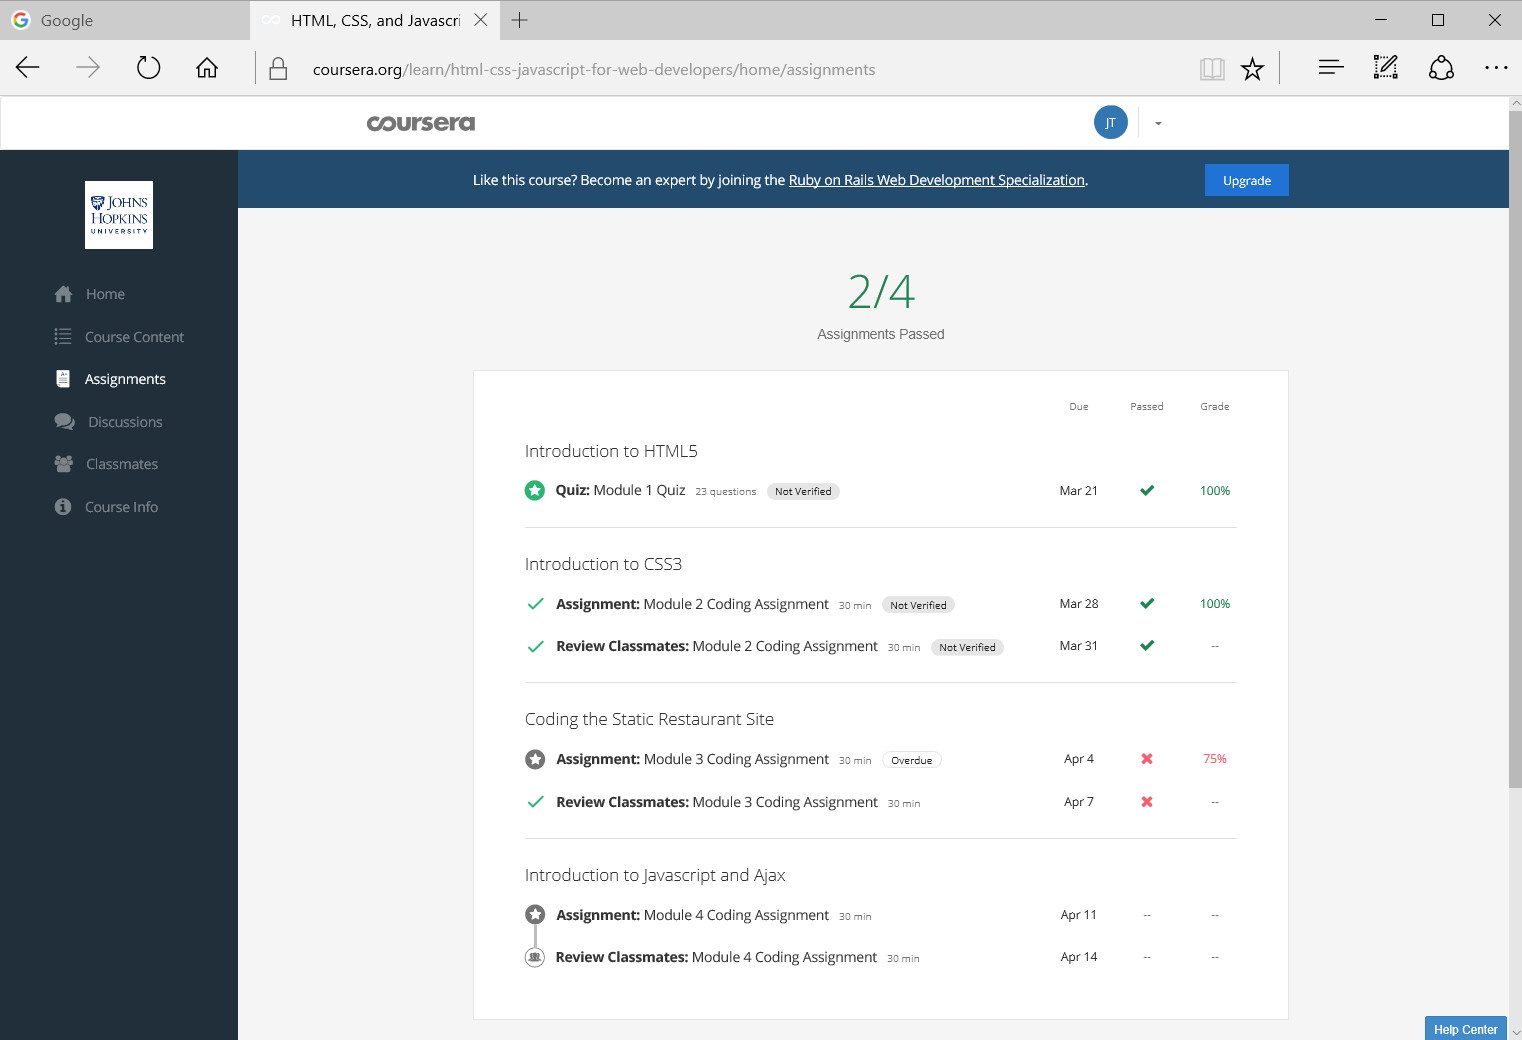 Google
HTML, CSS, and Javascri
coursera.org/learn/html-css-javascript-for-web-developers/home/assignments
coursera
JT
JOHNS
HOPKINS
UNIVERSITY
Like this course? Become an expert by joining the Ruby on Rails Web Development Specialization.
Upgrade
Home
Course Content
Assignments
Discussions
Classmates
Course Info
2/4
Assignments Passed
Due Passed Grade
Introduction to HTML5
Quiz: Module 1 Quiz 23 questions Not Verified Mar 21 100%
Introduction to CSS3
Assignment: Module 2 Coding Assignment 30 min Not Verified Mar 28 100%
Review Classmates: Module 2 Coding Assignment 30 min Not Verified Mar 31 --
Coding the Static Restaurant Site
Assignment: Module 3 Coding Assignment 30 min Overdue Apr 4 75%
Review Classmates: Module 3 Coding Assignment 30 min Apr 7 --
Introduction to Javascript and Ajax
Assignment: Module 4 Coding Assignment 30 min Apr 11 -- --
Review Classmates: Module 4 Coding Assignment 30 min Apr 14 -- --
Help Center